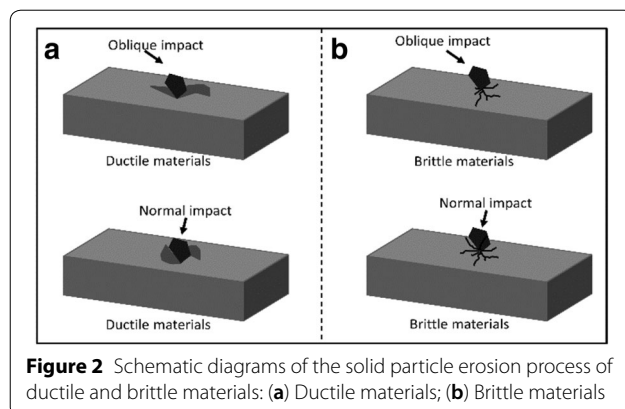 a
Oblique impact
Ductile materials
Normal impact
Ductile materials
b
Oblique impact
Brittle materials
Normal impact
Brittle materials
Figure 2 Schematic diagrams of the solid particle erosion process of
ductile and brittle materials: (a) Ductile materials; (b) Brittle materials